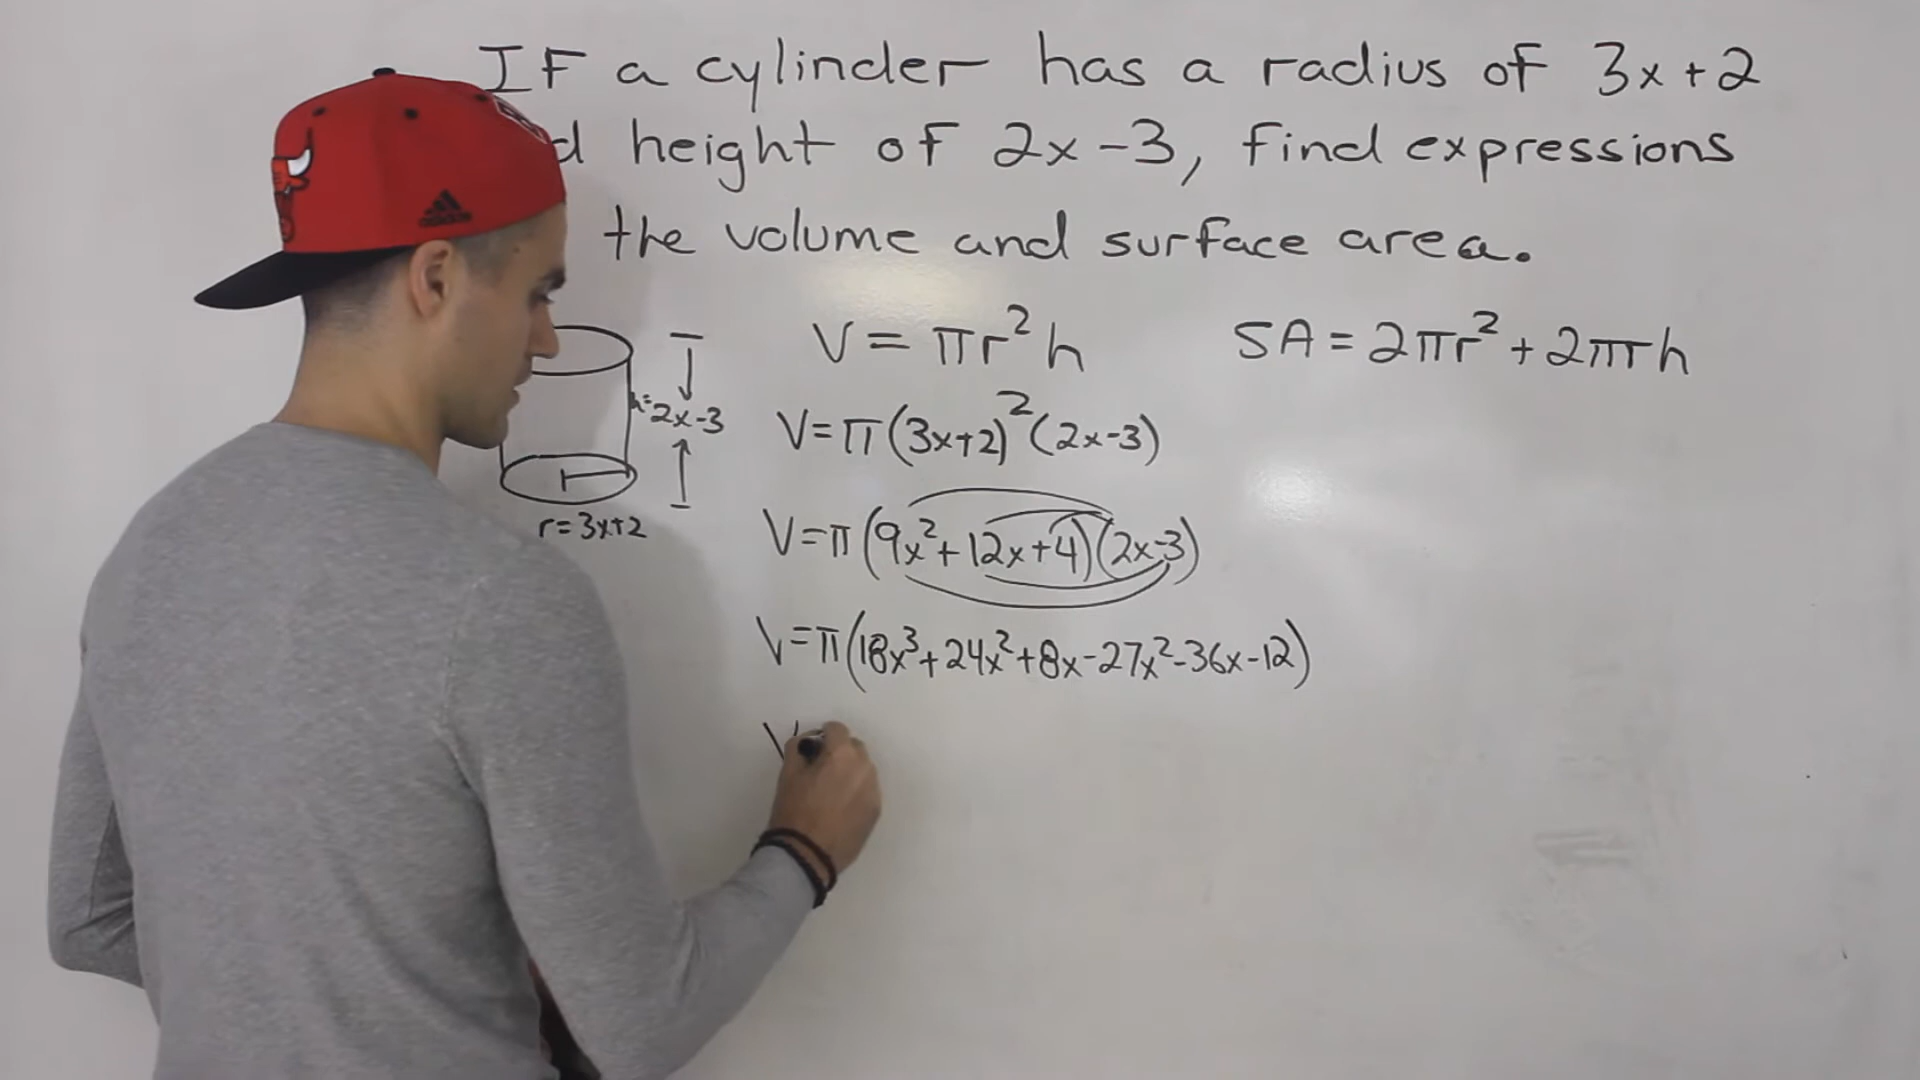 IF a cylinder has a radius of 3x+2
d height of 2x-3, find expressions
the volume and surface area.
V = πr²h
SA = 2πr² + 2πrh
h=2x-3
r=3x+2
V=π(3x+2)²(2x-3)
V=π(9x²+12x+4)(2x-3)
V=π(18x³+24x²+8x-27x²-36x-12)
V
adidas